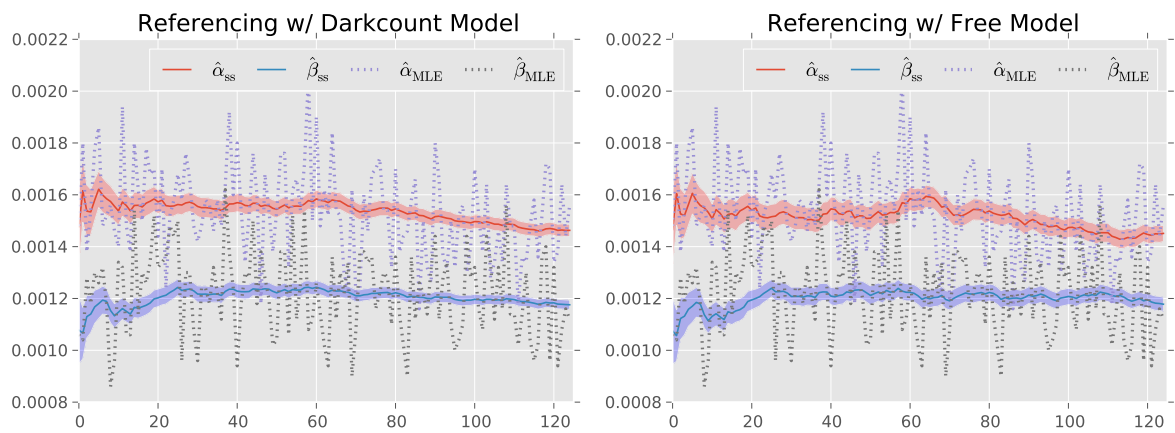 Referencing w/ Darkcount Model
α̂ss β̂ss α̂MLE β̂MLE
0.0022
0.0020
0.0018
0.0016
0.0014
0.0012
0.0010
0.0008
0 20 40 60 80 100 120
Referencing w/ Free Model
α̂ss β̂ss α̂MLE β̂MLE
0.0022
0.0020
0.0018
0.0016
0.0014
0.0012
0.0010
0.0008
0 20 40 60 80 100 120